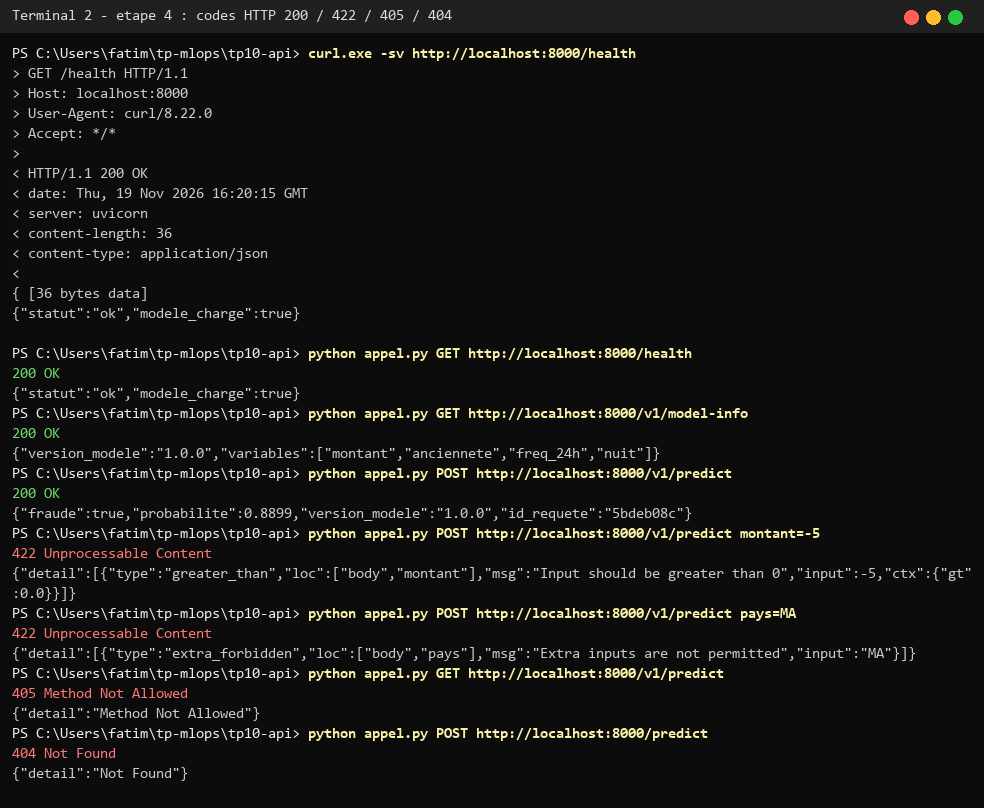 Terminal 2 - etape 4 : codes HTTP 200 / 422 / 405 / 404
PS C:\Users\fatim\tp-mlops\tp10-api> curl.exe -sv http://localhost:8000/health
> GET /health HTTP/1.1
> Host: localhost:8000
> User-Agent: curl/8.22.0
> Accept: */*
>
< HTTP/1.1 200 OK
< date: Thu, 19 Nov 2026 16:20:15 GMT
< server: uvicorn
< content-length: 36
< content-type: application/json
<
{ [36 bytes data]
{"statut":"ok","modele_charge":true}
PS C:\Users\fatim\tp-mlops\tp10-api> python appel.py GET http://localhost:8000/health
200 OK
{"statut":"ok","modele_charge":true}
PS C:\Users\fatim\tp-mlops\tp10-api> python appel.py GET http://localhost:8000/v1/model-info
200 OK
{"version_modele":"1.0.0","variables":["montant","anciennete","freq_24h","nuit"]}
PS C:\Users\fatim\tp-mlops\tp10-api> python appel.py POST http://localhost:8000/v1/predict
200 OK
{"fraude":true,"probabilite":0.8899,"version_modele":"1.0.0","id_requete":"5bdeb08c"}
PS C:\Users\fatim\tp-mlops\tp10-api> python appel.py POST http://localhost:8000/v1/predict montant=-5
422 Unprocessable Content
{"detail":[{"type":"greater_than","loc":["body","montant"],"msg":"Input should be greater than 0","input":-5,"ctx":{"gt"
:0.0}}]}
PS C:\Users\fatim\tp-mlops\tp10-api> python appel.py POST http://localhost:8000/v1/predict pays=MA
422 Unprocessable Content
{"detail":[{"type":"extra_forbidden","loc":["body","pays"],"msg":"Extra inputs are not permitted","input":"MA"}]}
PS C:\Users\fatim\tp-mlops\tp10-api> python appel.py GET http://localhost:8000/v1/predict
405 Method Not Allowed
{"detail":"Method Not Allowed"}
PS C:\Users\fatim\tp-mlops\tp10-api> python appel.py POST http://localhost:8000/predict
404 Not Found
{"detail":"Not Found"}